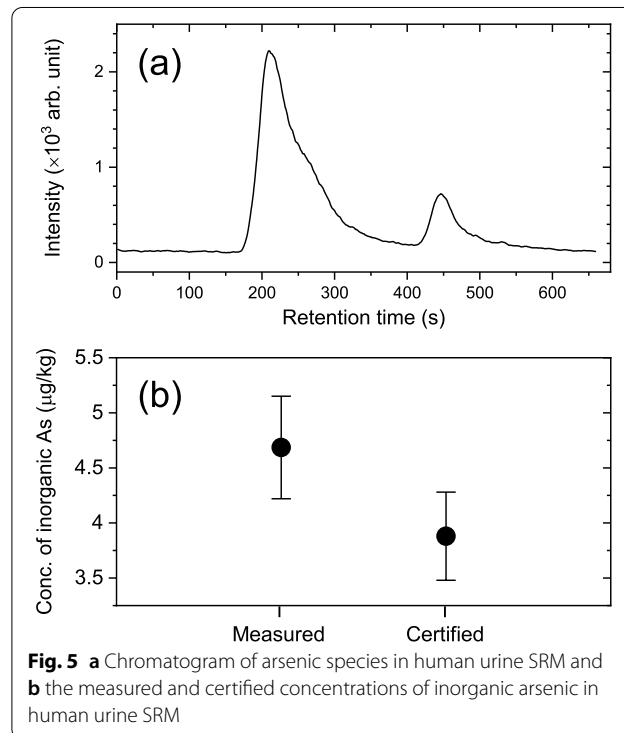 (a)
Intensity (×10³ arb. unit)
2
1
0
0 100 200 300 400 500 600
Retention time (s)
(b)
Conc. of inorganic As (μg/kg)
5.5
5
4.5
4
3.5
Measured Certified
Fig. 5 a Chromatogram of arsenic species in human urine SRM and
b the measured and certified concentrations of inorganic arsenic in
human urine SRM